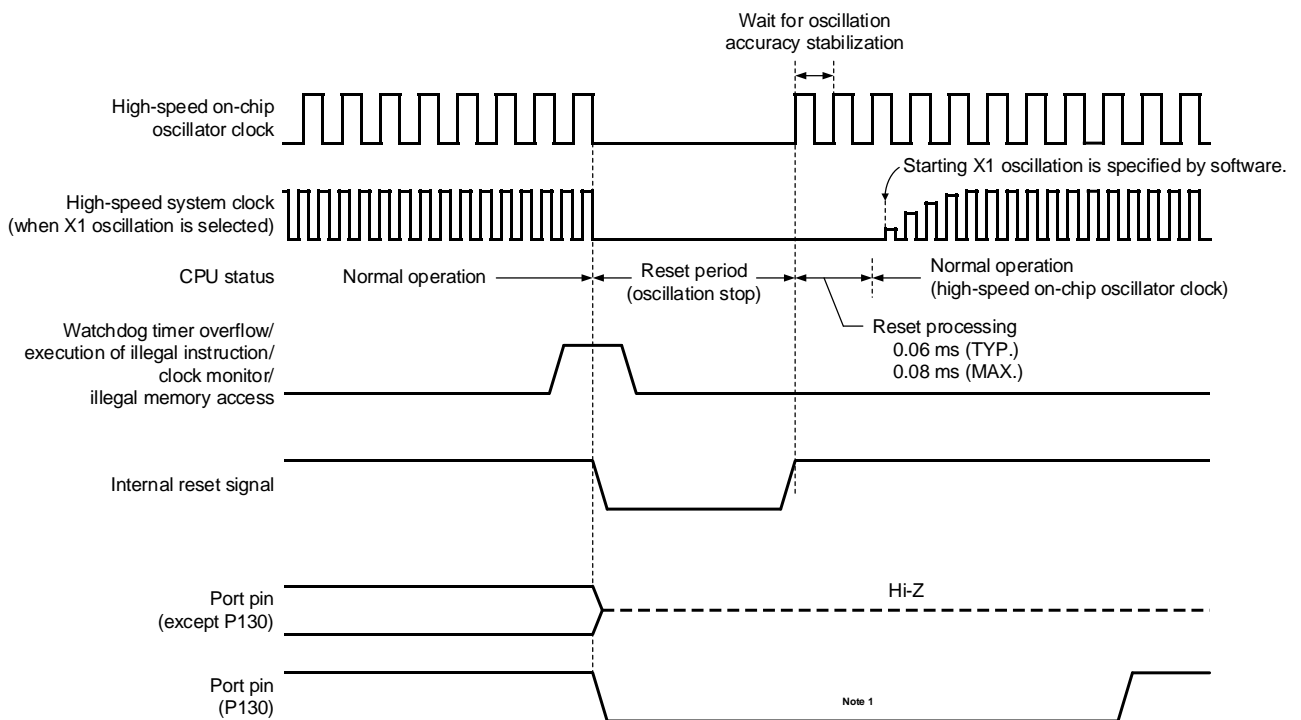 Wait for oscillation
accuracy stabilization
High-speed on-chip
oscillator clock
Starting X1 oscillation is specified by software.
High-speed system clock
(when X1 oscillation is selected)
CPU status
Normal operation
Reset period
(oscillation stop)
Normal operation
(high-speed on-chip oscillator clock)
Reset processing
0.06 ms (TYP.)
0.08 ms (MAX.)
Watchdog timer overflow/
execution of illegal instruction/
clock monitor/
illegal memory access
Internal reset signal
Hi-Z
Port pin
(except P130)
Port pin
(P130)
Note 1